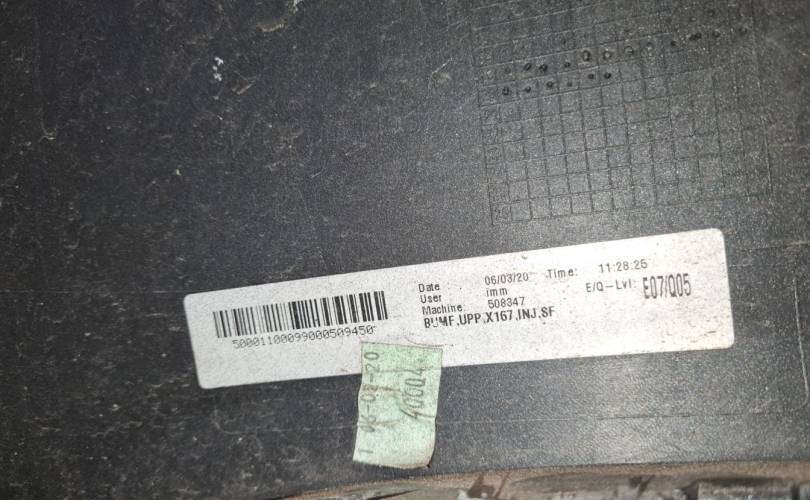 Date : 06/03/20 Time: 11:28:25
User imm E/Q-Lvl: E07/Q05
Machine: 508347
BUMF.UPP.X167.INJ.SF
50001100099000509450
0004